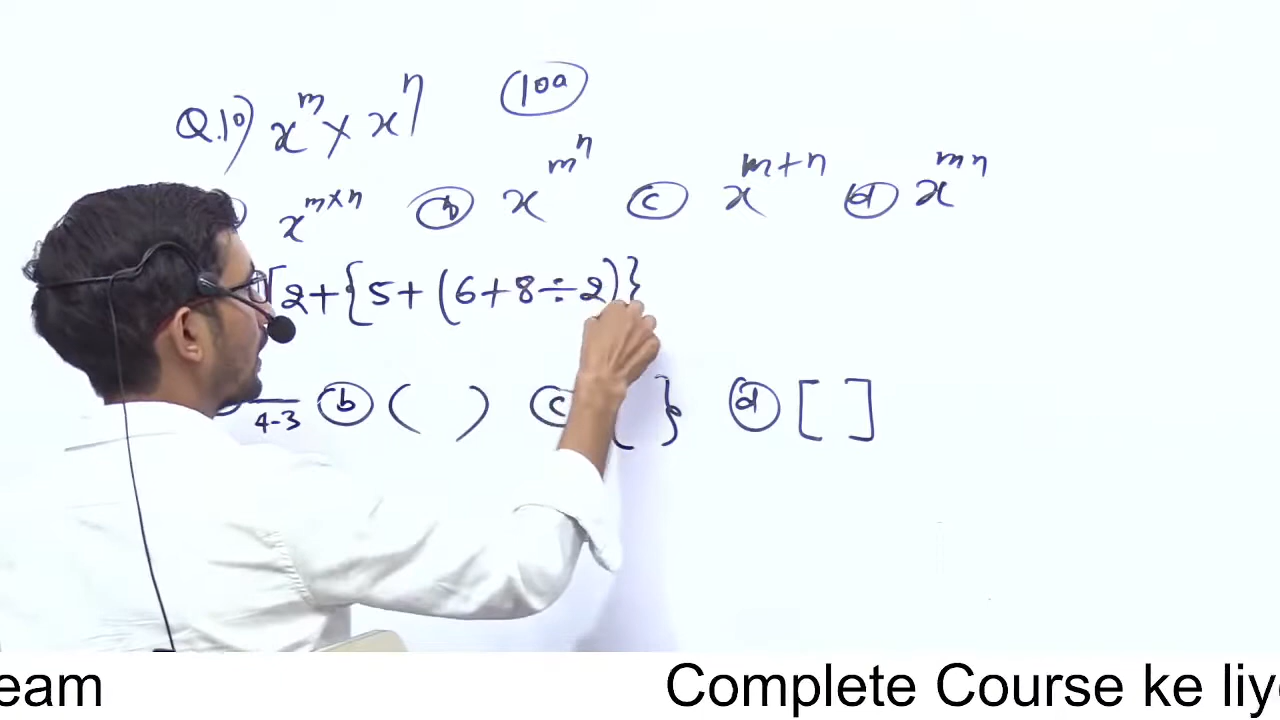 Q.10) x^m × x^n (10a)
x^{m×n} (b) x^{m^n} (c) x^{m+n} (d) x^{mn}
[2+{5+(6+8÷2)}
4-3 (b) ( ) (c) { } (d) [ ]
eam Complete Course ke liy